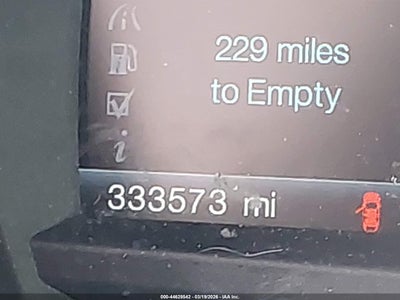 229 miles
to Empty
333573 mi
000-44628542 - 03/19/2026 - IAA Inc.